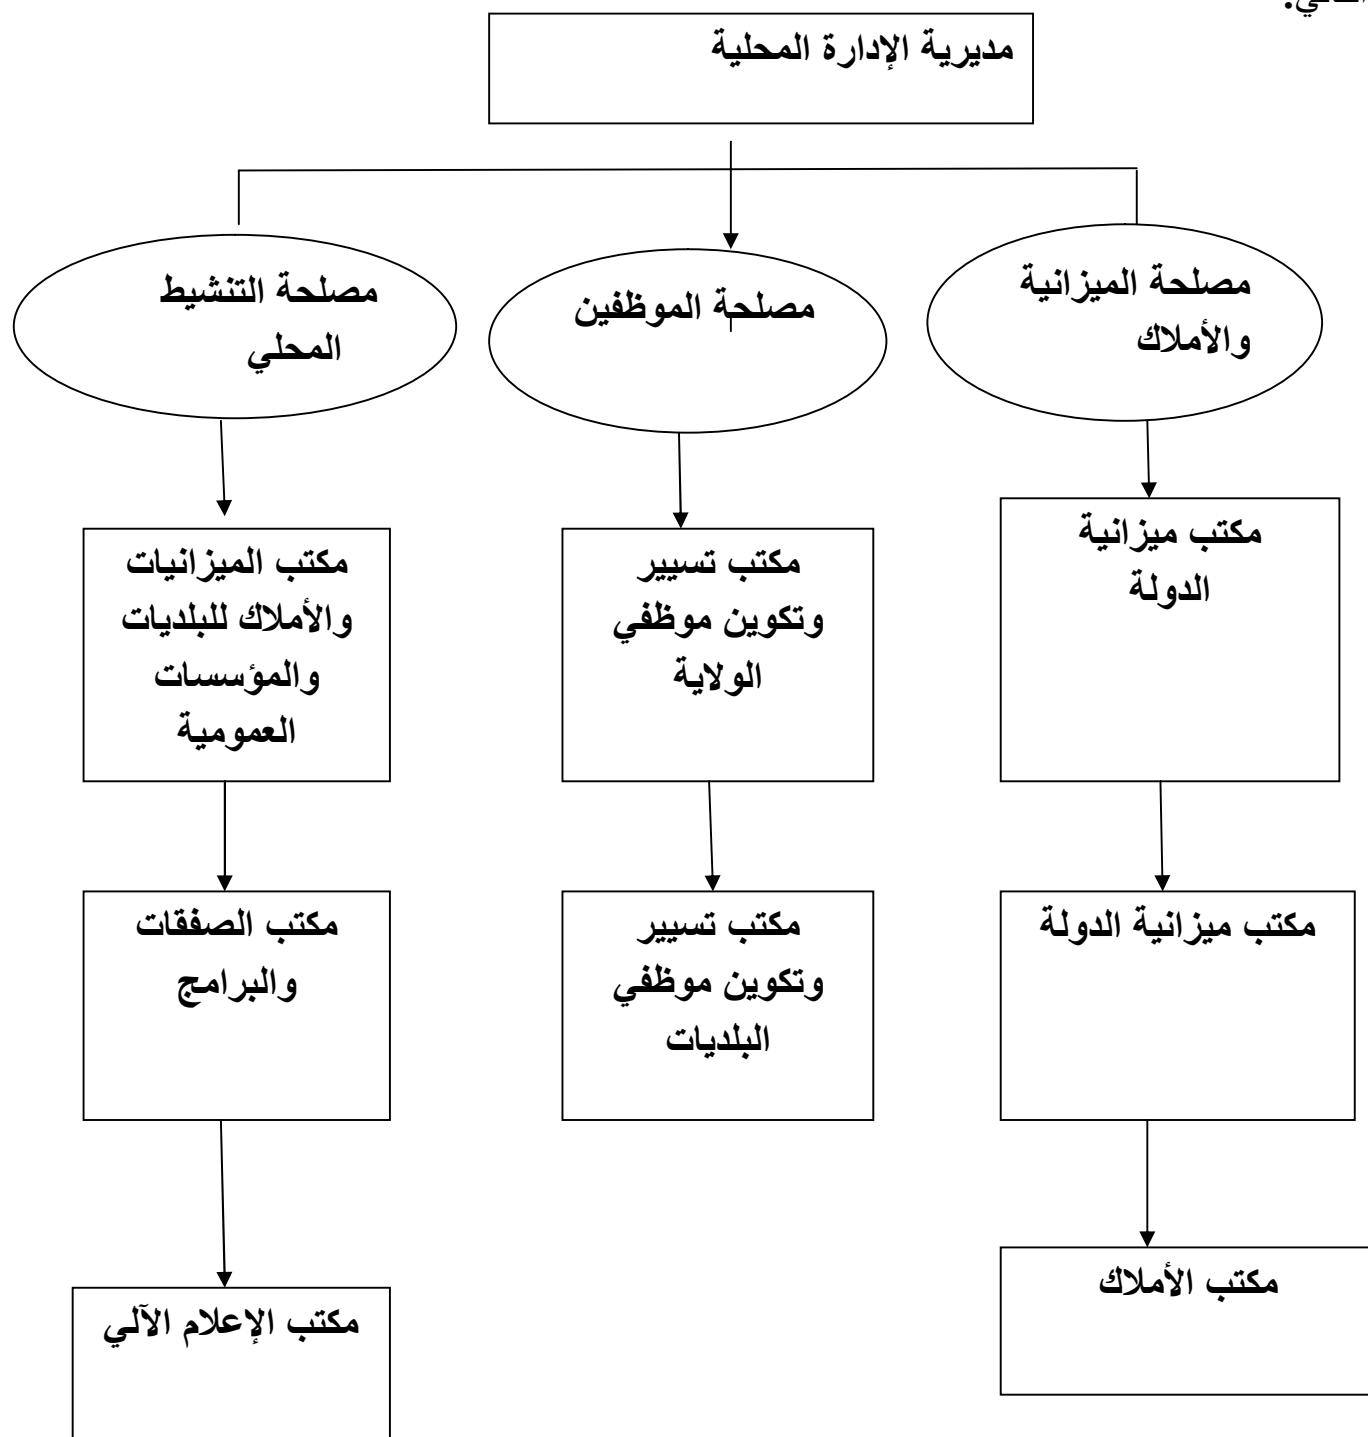 التالي:
مديرية الإدارة المحلية
مصلحة الميزانية
والأملاك
مصلحة الموظفين
مصلحة التنشيط
المحلي
مكتب ميزانية
الدولة
مكتب تسيير
وتكوين موظفي
الولاية
مكتب الميزانيات
والأملاك للبلديات
والمؤسسات
العمومية
مكتب ميزانية الدولة
مكتب تسيير
وتكوين موظفي
البلديات
مكتب الصفقات
والبرامج
مكتب الأملاك
مكتب الإعلام الآلي